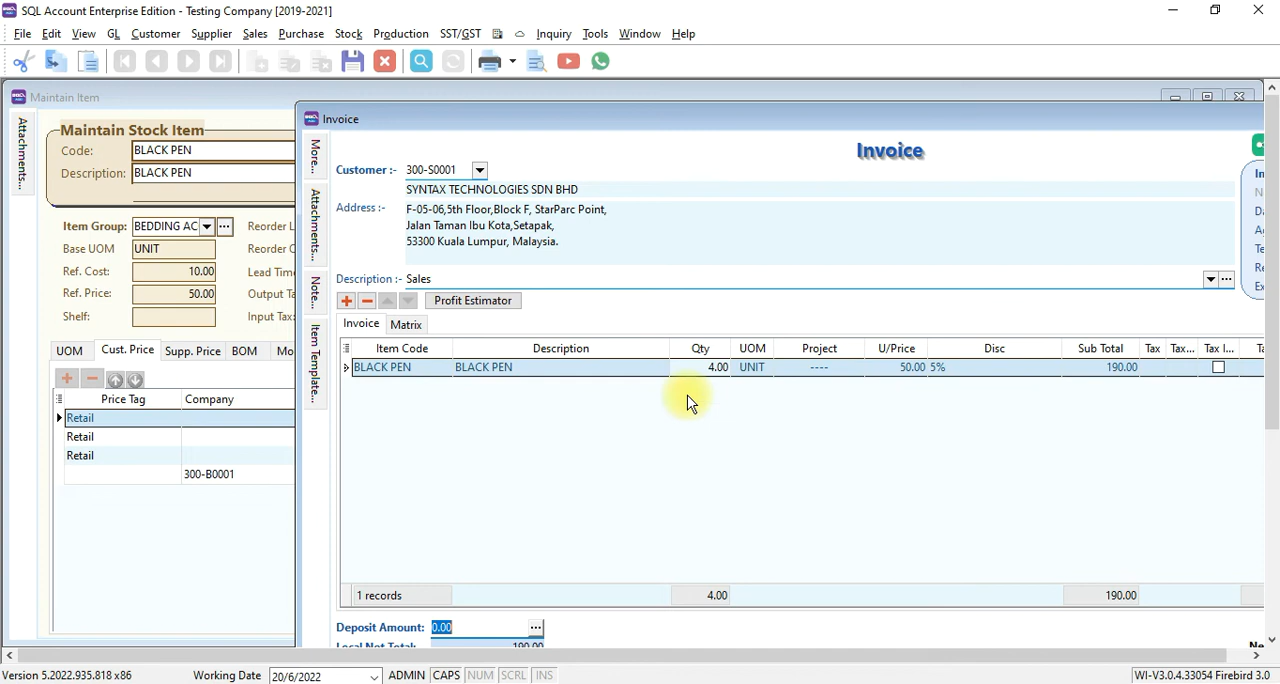 SQL Account Enterprise Edition - Testing Company [2019-2021]
File Edit View GL Customer Supplier Sales Purchase Stock Production SST/GST Inquiry Tools Window Help
Maintain Item
Attachments...
Maintain Stock Item
Code: BLACK PEN
Description: BLACK PEN
Item Group: BEDDING AC ... Reorder L
Base UOM UNIT Reorder C
Ref. Cost: 10.00 Lead Time
Ref. Price: 50.00 Output Ta
Shelf: Input Tax:
UOM Cust. Price Supp. Price BOM Mo
Price Tag Company
Retail
Retail
Retail
300-B0001
Invoice
More...
Attachments...
Note...
Item Template...
Invoice
Customer :- 300-S0001
SYNTAX TECHNOLOGIES SDN BHD
Address :- F-05-06,5th Floor,Block F, StarParc Point,
Jalan Taman Ibu Kota,Setapak,
53300 Kuala Lumpur, Malaysia.
Description :- Sales ...
Profit Estimator
Invoice Matrix
Item Code Description Qty UOM Project U/Price Disc Sub Total Tax Tax... Tax I...
BLACK PEN BLACK PEN 4.00 UNIT ---- 50.00 5% 190.00
1 records 4.00 190.00
Deposit Amount: 0.00 ...
Local Net Total: 190.00
Version 5.2022.935.818 x86 Working Date 20/6/2022 ADMIN CAPS NUM SCRL INS WI-V3.0.4.33054 Firebird 3.0